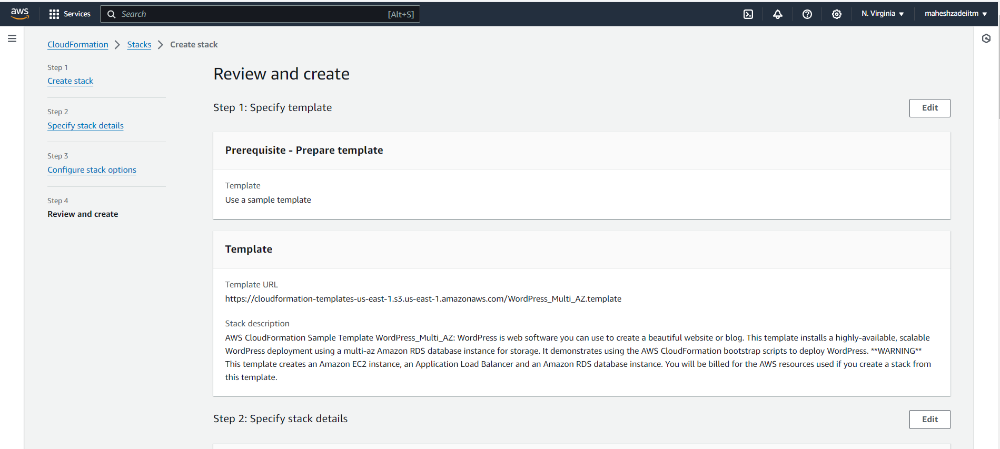 aws
Services
Search
[Alt+S]
N. Virginia
maheshzadeiitm
CloudFormation
Stacks
Create stack
Step 1
Create stack
Step 2
Specify stack details
Step 3
Configure stack options
Step 4
Review and create
Review and create
Step 1: Specify template
Edit
Prerequisite - Prepare template
Template
Use a sample template
Template
Template URL
https://cloudformation-templates-us-east-1.s3.us-east-1.amazonaws.com/WordPress_Multi_AZ.template
Stack description
AWS CloudFormation Sample Template WordPress_Multi_AZ: WordPress is web software you can use to create a beautiful website or blog. This template installs a highly-available, scalable
WordPress deployment using a multi-az Amazon RDS database instance for storage. It demonstrates using the AWS CloudFormation bootstrap scripts to deploy WordPress. **WARNING**
This template creates an Amazon EC2 instance, an Application Load Balancer and an Amazon RDS database instance. You will be billed for the AWS resources used if you create a stack from
this template.
Step 2: Specify stack details
Edit